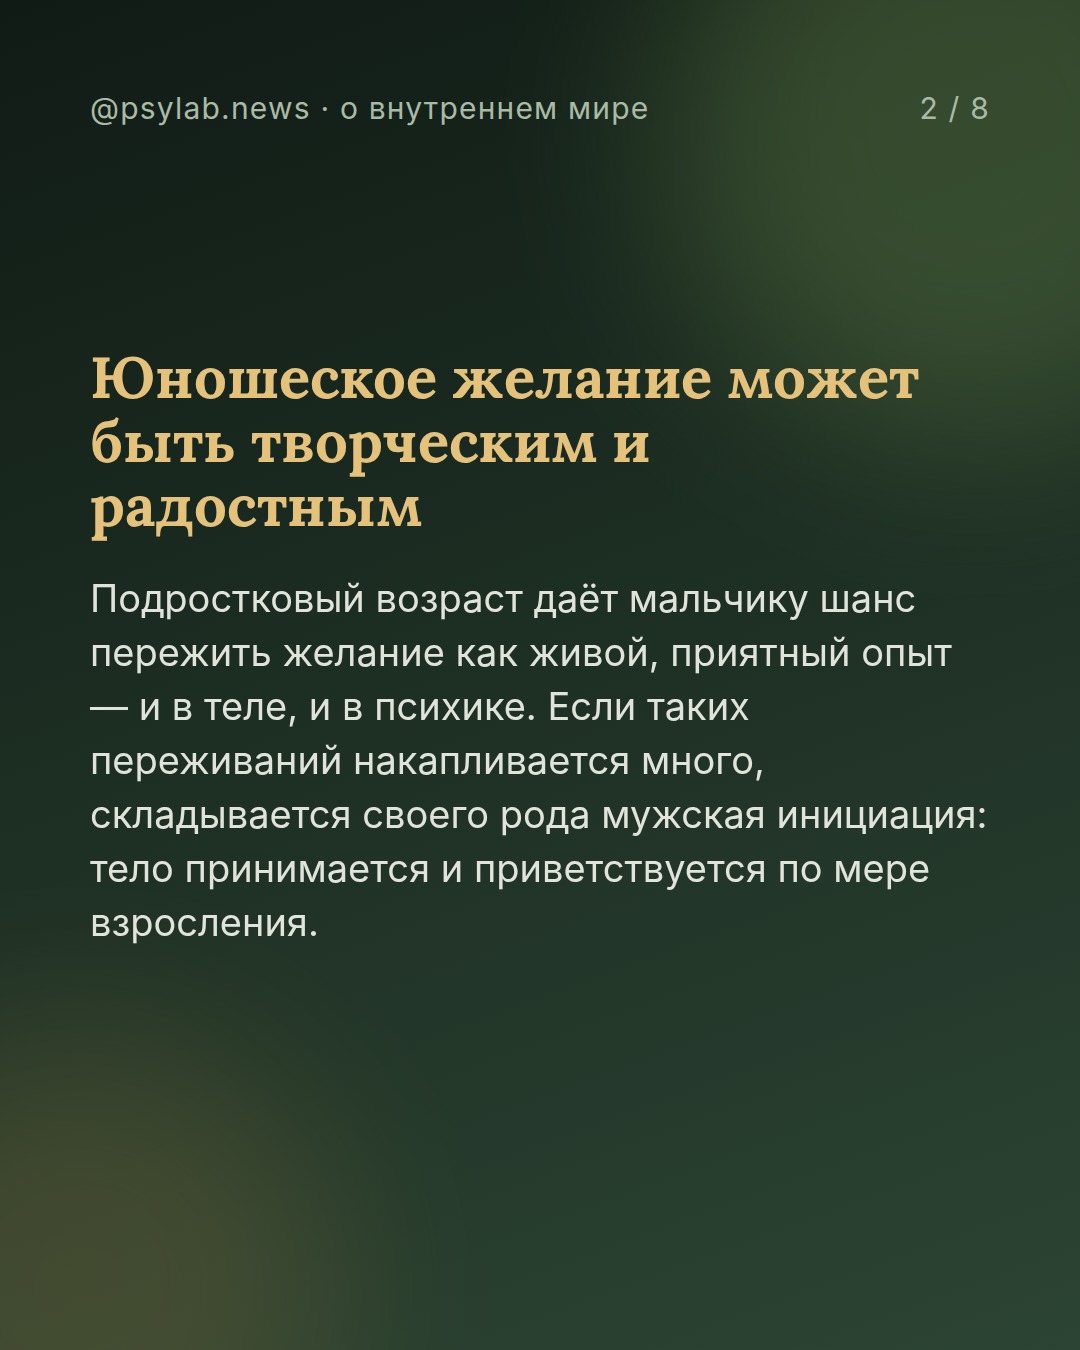 @psylab.news · о внутреннем мире 2 / 8
Юношеское желание может
быть творческим и
радостным
Подростковый возраст даёт мальчику шанс
пережить желание как живой, приятный опыт
— и в теле, и в психике. Если таких
переживаний накапливается много,
складывается своего рода мужская инициация:
тело принимается и приветствуется по мере
взросления.